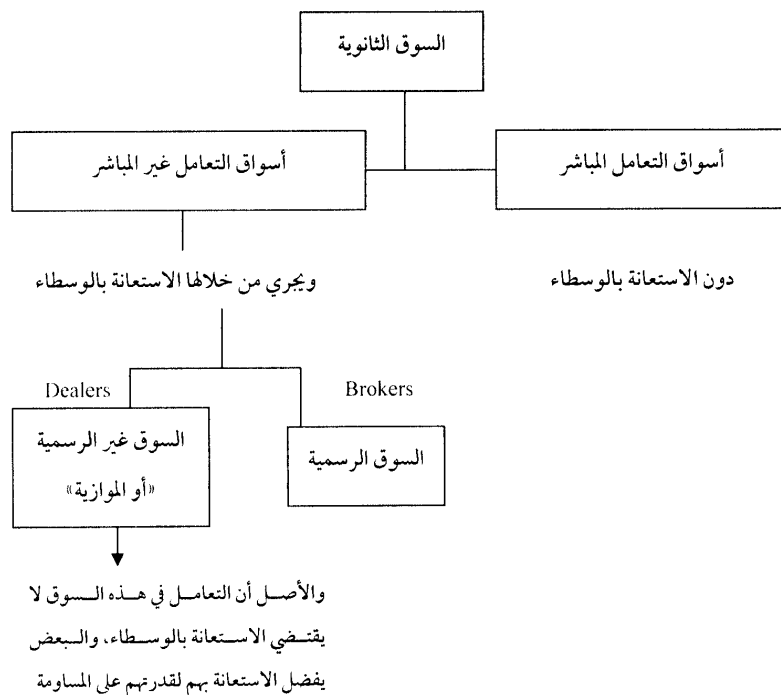 السوق الثانوية
أسواق التعامل المباشر
أسواق التعامل غير المباشر
دون الاستعانة بالوسطاء
ويجري من خلالها الاستعانة بالوسطاء
Brokers
Dealers
السوق الرسمية
السوق غير الرسمية
«أو الموازية»
والأصل أن التعامل في هذه السوق لا
يقتضي الاستعانة بالوسطاء، والبعض
يفضل الاستعانة بهم لقدرتهم على المساومة